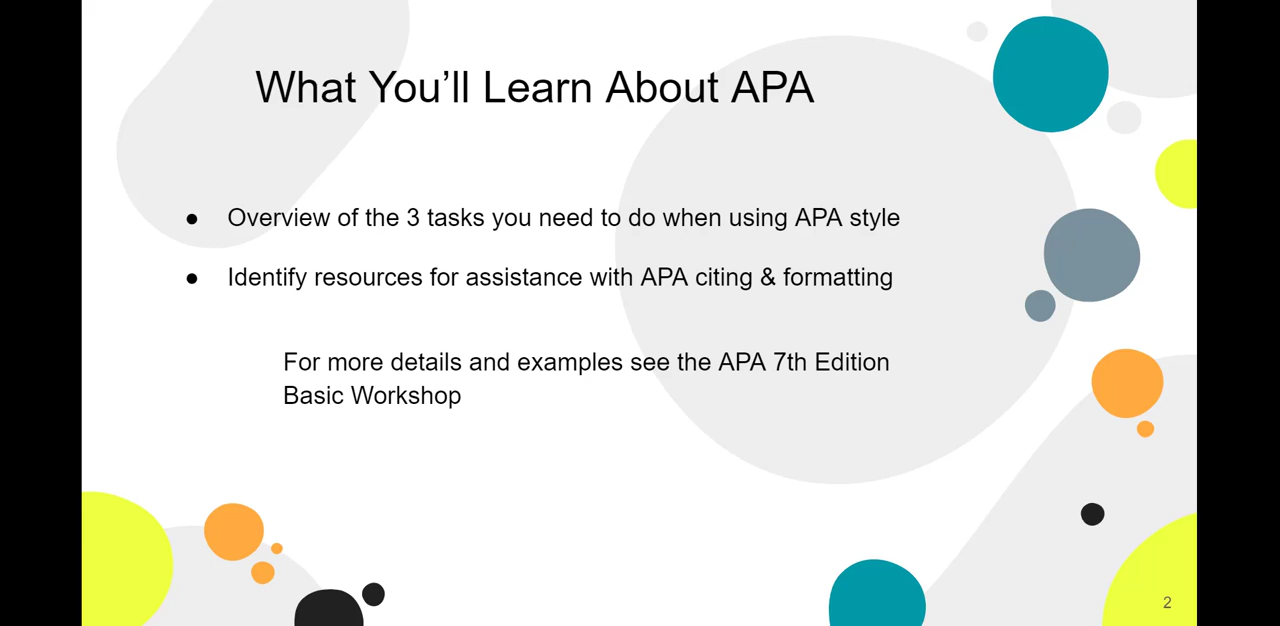 What You’ll Learn About APA
● Overview of the 3 tasks you need to do when using APA style
● Identify resources for assistance with APA citing & formatting
For more details and examples see the APA 7th Edition
Basic Workshop
2